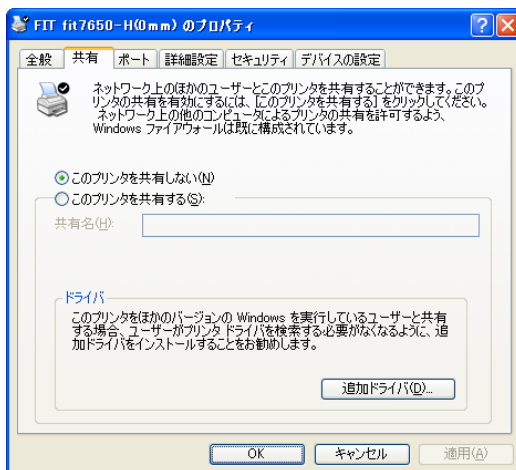 FIT fit7650-H(0mm) のプロパティ
全般 共有 ポート 詳細設定 セキュリティ デバイスの設定
ネットワーク上のほかのユーザーとこのプリンタを共有することができます。このプ
リンタの共有を有効にするには、[このプリンタを共有する] をクリックしてください。
ネットワーク上の他のコンピュータによるプリンタの共有を許可するよう、
Windows ファイアウォールは既に構成されています。
このプリンタを共有しない(N)
このプリンタを共有する(S):
共有名(H):
ドライバ
このプリンタをほかのバージョンの Windows を実行しているユーザーと共有
する場合、ユーザーがプリンタ ドライバを検索する必要がなくなるように、追
加ドライバをインストールすることをお勧めします。
追加ドライバ(D)...
OK キャンセル 適用(A)